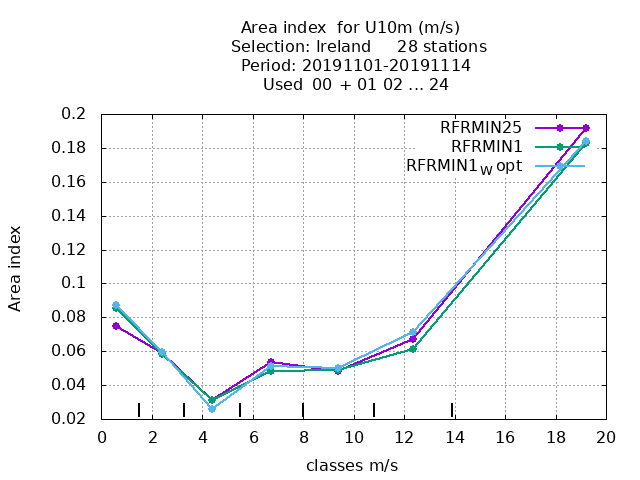 Area index  for U10m (m/s)
Selection: Ireland     28 stations
Period: 20191101-20191114
Used  00 + 01 02 ... 24
RFRMIN25
RFRMIN1
RFRMIN1W opt
Area index
0.2
0.18
0.16
0.14
0.12
0.1
0.08
0.06
0.04
0.02
0 2 4 6 8 10 12 14 16 18 20
classes m/s